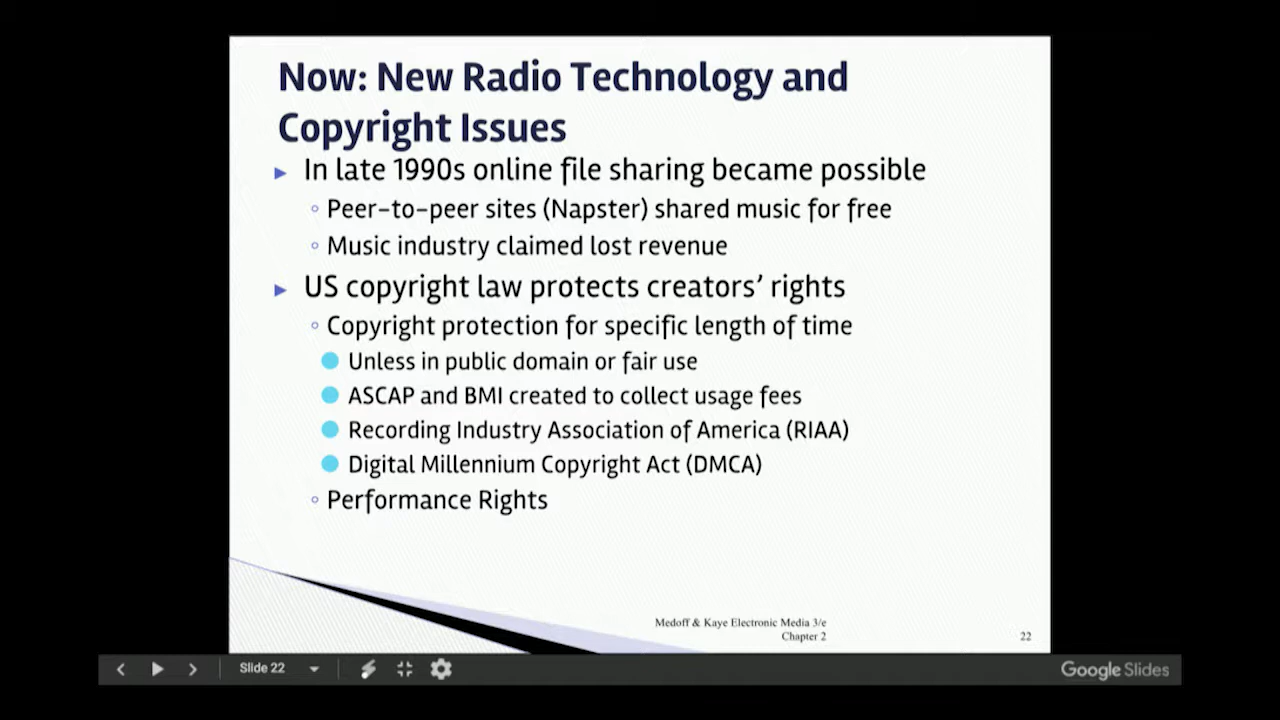 Now: New Radio Technology and
Copyright Issues
In late 1990s online file sharing became possible
Peer-to-peer sites (Napster) shared music for free
Music industry claimed lost revenue
US copyright law protects creators’ rights
Copyright protection for specific length of time
Unless in public domain or fair use
ASCAP and BMI created to collect usage fees
Recording Industry Association of America (RIAA)
Digital Millennium Copyright Act (DMCA)
Performance Rights
Medoff & Kaye Electronic Media 3/e
Chapter 2
22
Slide 22
Google Slides